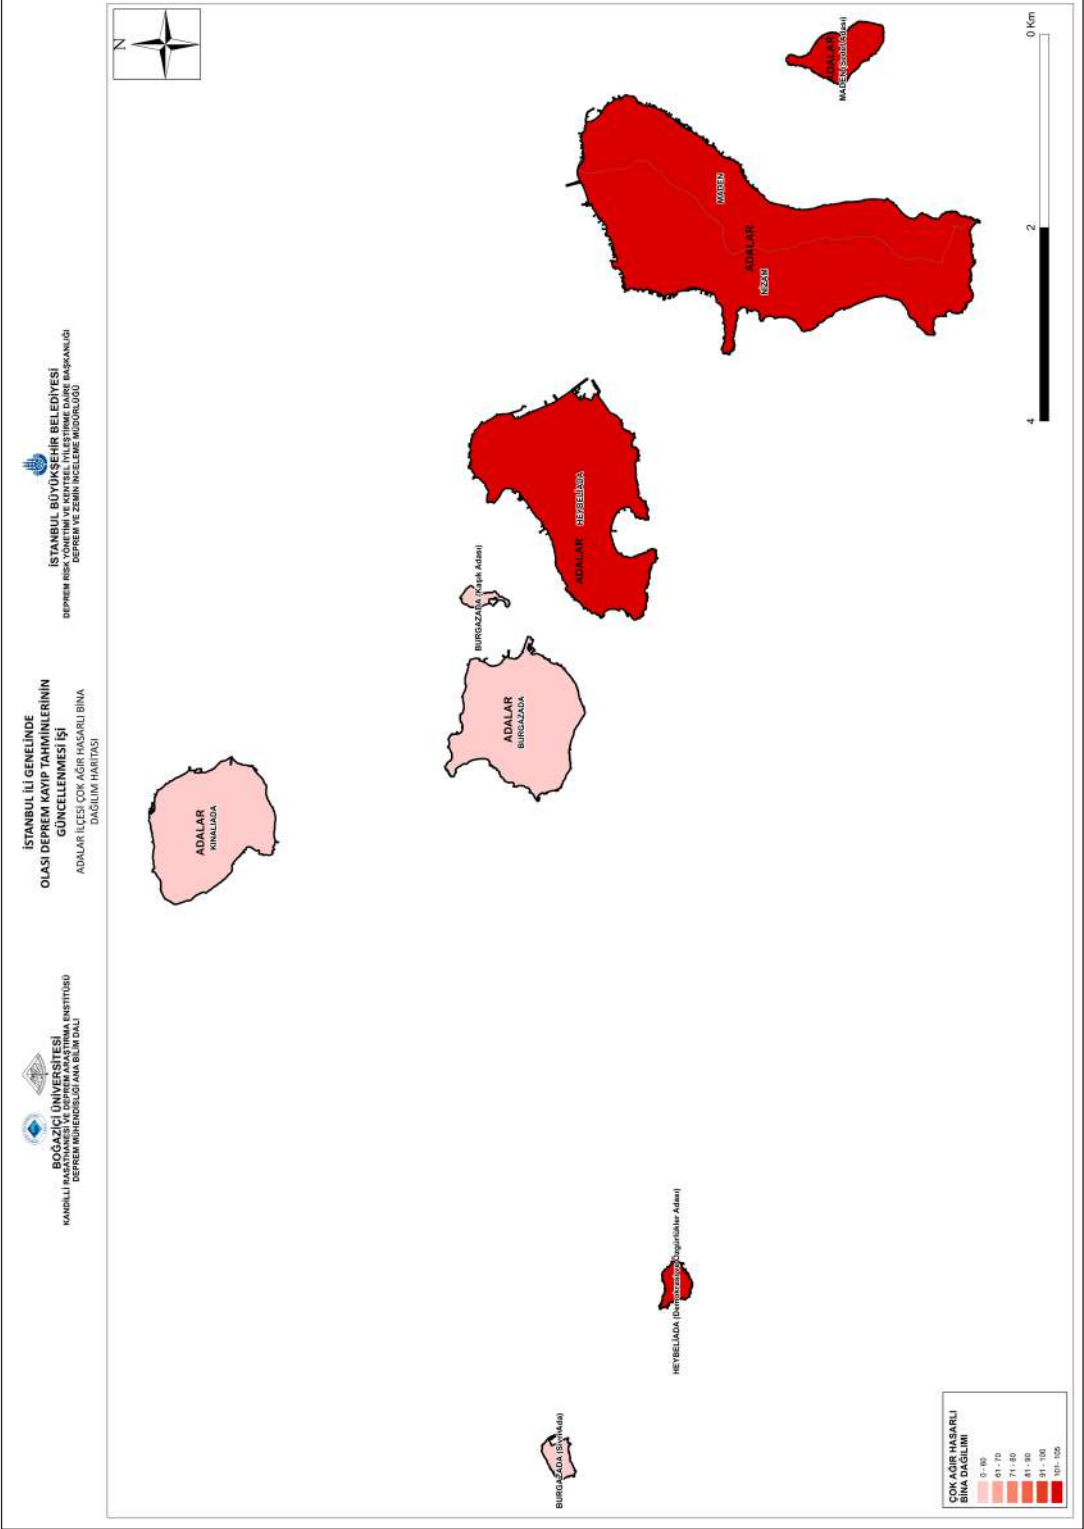 BOĞAZİÇİ ÜNİVERSİTESİ
KANDİLLİ RASATHANESİ VE DEPREM ARAŞTIRMA ENSTİTÜSÜ
DEPREM MÜHENDİSLİĞİ ANA BİLİM DALI
İSTANBUL İLİ GENELİNDE
OLASI DEPREM KAYIP TAHMİNLERİNİN
GÜNCELLENMESİ İŞİ
ADALAR İLÇESİ ÇOK AĞIR HASARLI BİNA
DAĞILIM HARİTASI
İSTANBUL BÜYÜKŞEHİR BELEDİYESİ
DEPREM RİSK YÖNETİMİ VE KENTSEL İYİLEŞTİRME DAİRE BAŞKANLIĞI
DEPREM VE ZEMİN İNCELEME MÜDÜRLÜĞÜ
N
ADALAR
KINALIADA
BURGAZADA (Kaşık Adası)
ADALAR
BURGAZADA
ADALAR
HEYBELİADA
MADEN
ADALAR
NİZAM
ADALAR
MADEN (Sedef Adası)
BURGAZADA (SivriAda)
HEYBELİADA (Demokrasi ve Özgürlükler Adası)
ÇOK AĞIR HASARLI
BİNA DAĞILIMI
0 - 60
61 - 70
71 - 80
81 - 90
91 - 100
101 - 105
4
2
0 Km